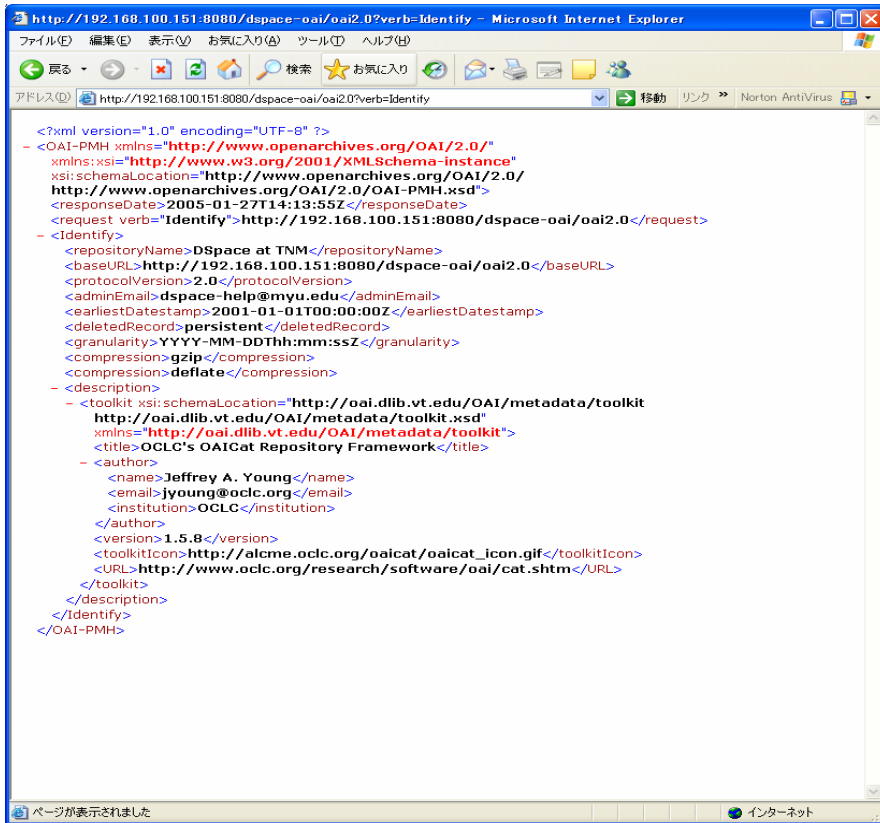 http://192.168.100.151:8080/dspace-oai/oai2.0?verb=Identify - Microsoft Internet Explorer
ファイル(F) 編集(E) 表示(V) お気に入り(A) ツール(T) ヘルプ(H)
戻る 検索 お気に入り
アドレス(D) http://192.168.100.151:8080/dspace-oai/oai2.0?verb=Identify 移動 リンク » Norton AntiVirus
<?xml version="1.0" encoding="UTF-8" ?>
- <OAI-PMH xmlns="http://www.openarchives.org/OAI/2.0/"
xmlns:xsi="http://www.w3.org/2001/XMLSchema-instance"
xsi:schemaLocation="http://www.openarchives.org/OAI/2.0/
http://www.openarchives.org/OAI/2.0/OAI-PMH.xsd">
<responseDate>2005-01-27T14:13:55Z</responseDate>
<request verb="Identify">http://192.168.100.151:8080/dspace-oai/oai2.0</request>
- <Identify>
<repositoryName>DSpace at TNM</repositoryName>
<baseURL>http://192.168.100.151:8080/dspace-oai/oai2.0</baseURL>
<protocolVersion>2.0</protocolVersion>
<adminEmail>dspace-help@myu.edu</adminEmail>
<earliestDatestamp>2001-01-01T00:00:00Z</earliestDatestamp>
<deletedRecord>persistent</deletedRecord>
<granularity>YYYY-MM-DDThh:mm:ssZ</granularity>
<compression>gzip</compression>
<compression>deflate</compression>
- <description>
- <toolkit xsi:schemaLocation="http://oai.dlib.vt.edu/OAI/metadata/toolkit
http://oai.dlib.vt.edu/OAI/metadata/toolkit.xsd"
xmlns="http://oai.dlib.vt.edu/OAI/metadata/toolkit">
<title>OCLC's OAICat Repository Framework</title>
- <author>
<name>Jeffrey A. Young</name>
<email>jyoung@oclc.org</email>
<institution>OCLC</institution>
</author>
<version>1.5.8</version>
<toolkitIcon>http://alcme.oclc.org/oaicat/oaicat_icon.gif</toolkitIcon>
<URL>http://www.oclc.org/research/software/oai/cat.shtm</URL>
</toolkit>
</description>
</Identify>
</OAI-PMH>
ページが表示されました インターネット